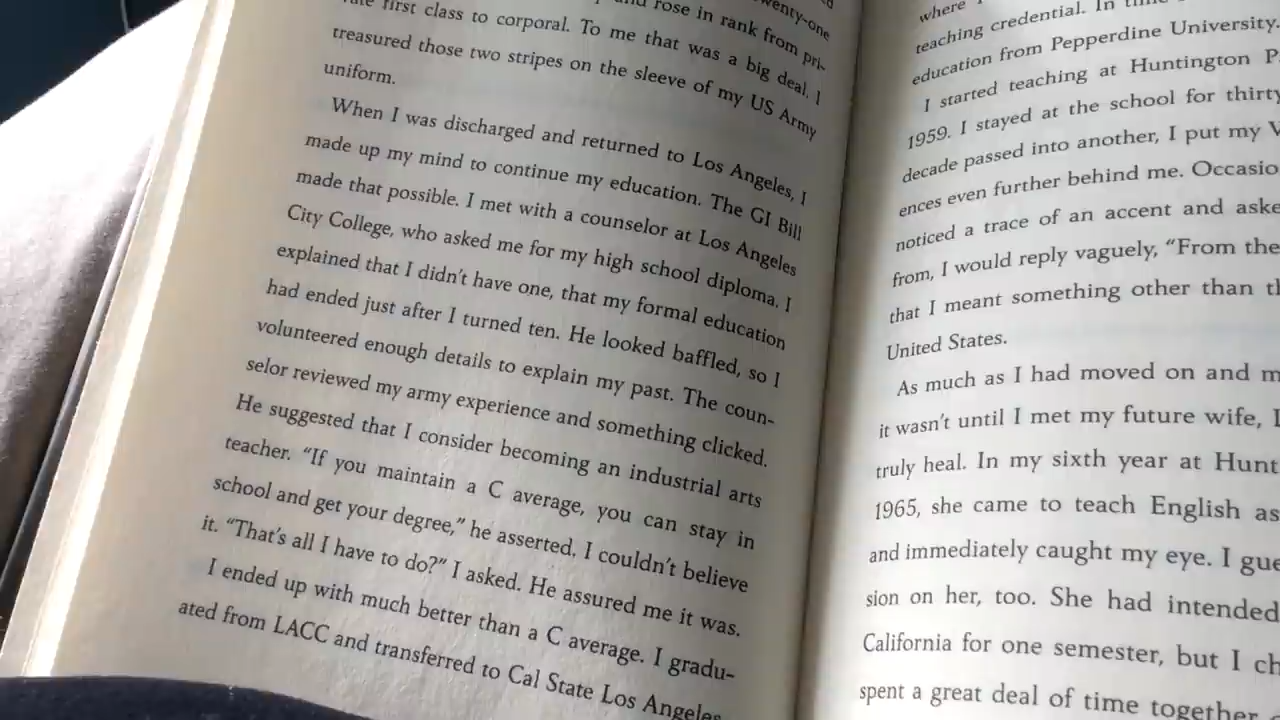 twenty-one
and rose in rank from pri-
vate first class to corporal. To me that was a big deal. I
treasured those two stripes on the sleeve of my US Army
uniform.
When I was discharged and returned to Los Angeles, I
made up my mind to continue my education. The GI Bill
made that possible. I met with a counselor at Los Angeles
City College, who asked me for my high school diploma. I
explained that I didn't have one, that my formal education
had ended just after I turned ten. He looked baffled, so I
volunteered enough details to explain my past. The coun-
selor reviewed my army experience and something clicked.
He suggested that I consider becoming an industrial arts
teacher. “If you maintain a C average, you can stay in
school and get your degree,” he asserted. I couldn't believe
it. “That's all I have to do?” I asked. He assured me it was.
I ended up with much better than a C average. I gradu-
ated from LACC and transferred to Cal State Los Angeles
where
teaching credential. In
education from Pepperdine University.
I started teaching at Huntington P
1959. I stayed at the school for thirty
decade passed into another, I put my
ences even further behind me. Occasio
noticed a trace of an accent and aske
from, I would reply vaguely, “From the
that I meant something other than th
United States.
As much as I had moved on and m
it wasn't until I met my future wife,
truly heal. In my sixth year at Hunt
1965, she came to teach English as
and immediately caught my eye. I gue
sion on her, too. She had intended
California for one semester, but I ch
spent a great deal of time together